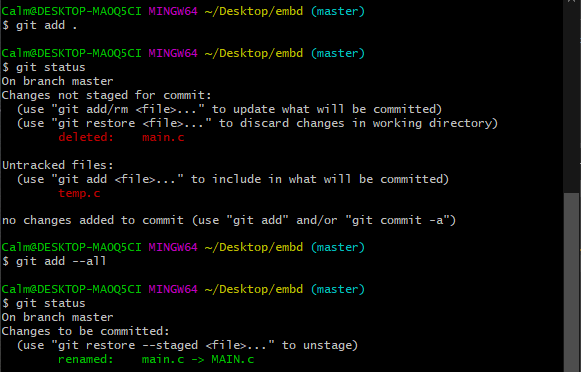 Calm@DESKTOP-MAOQ5CI MINGW64 ~/Desktop/embd (master)
$ git add .
Calm@DESKTOP-MAOQ5CI MINGW64 ~/Desktop/embd (master)
$ git status
On branch master
Changes not staged for commit:
  (use "git add/rm <file>..." to update what will be committed)
  (use "git restore <file>..." to discard changes in working directory)
        deleted:    main.c
Untracked files:
  (use "git add <file>..." to include in what will be committed)
        temp.c
no changes added to commit (use "git add" and/or "git commit -a")
Calm@DESKTOP-MAOQ5CI MINGW64 ~/Desktop/embd (master)
$ git add --all
Calm@DESKTOP-MAOQ5CI MINGW64 ~/Desktop/embd (master)
$ git status
On branch master
Changes to be committed:
  (use "git restore --staged <file>..." to unstage)
        renamed:    main.c -> MAIN.c